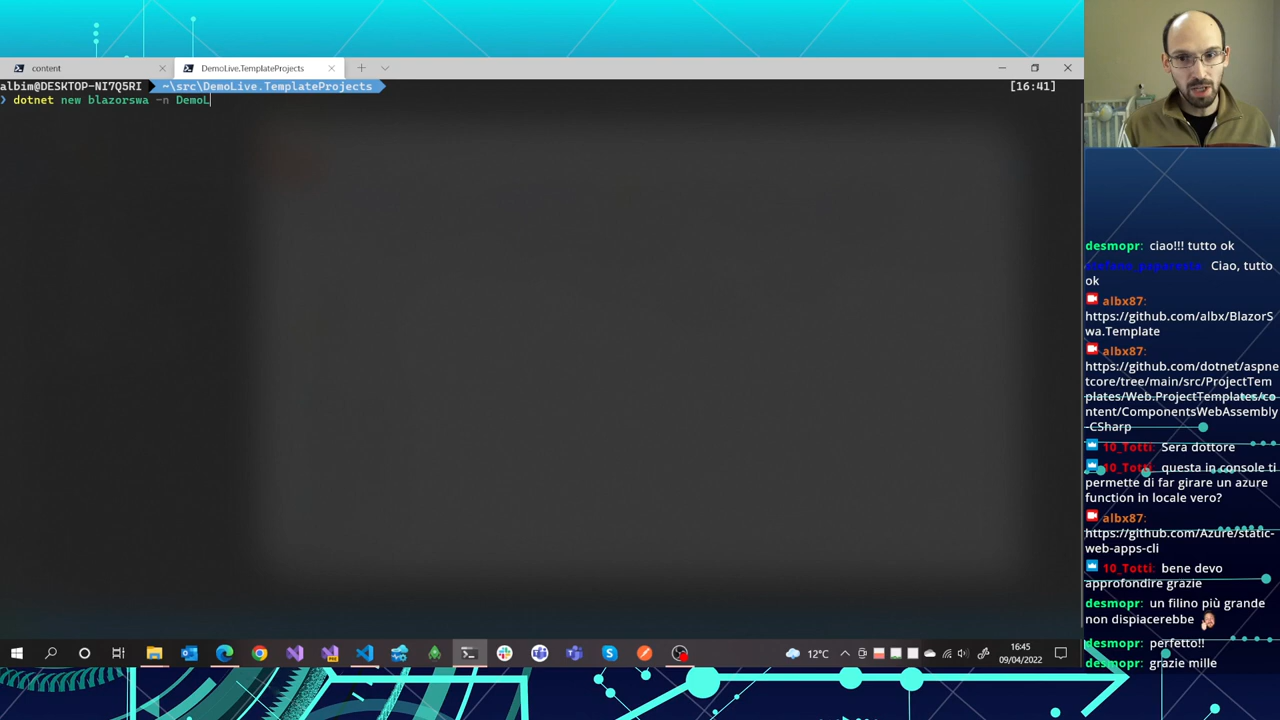 content
DemoLive.TemplateProjects
albim@DESKTOP-NI7Q5RI
~\src\DemoLive.TemplateProjects
[16:41]
❯ dotnet new blazorswa -n DemoL
desmopr: ciao!!! tutto ok
Ciao, tutto
ok
albx87:
https://github.com/albx/BlazorS
wa.Template
albx87:
https://github.com/dotnet/aspne
tcore/tree/main/src/ProjectTem
plates/Web.ProjectTemplates/co
ntent/ComponentsWebAssembly
-CSharp
10_Totti: Sera dottore
10_Totti: questa in console ti
permette di far girare un azure
function in locale vero?
albx87:
https://github.com/Azure/static-
web-apps-cli
10_Totti: bene devo
approfondire grazie
desmopr: un filino più grande
non dispiacerebbe
desmopr: perfetto!!
desmopr: grazie mille
12°C
16:45
09/04/2022